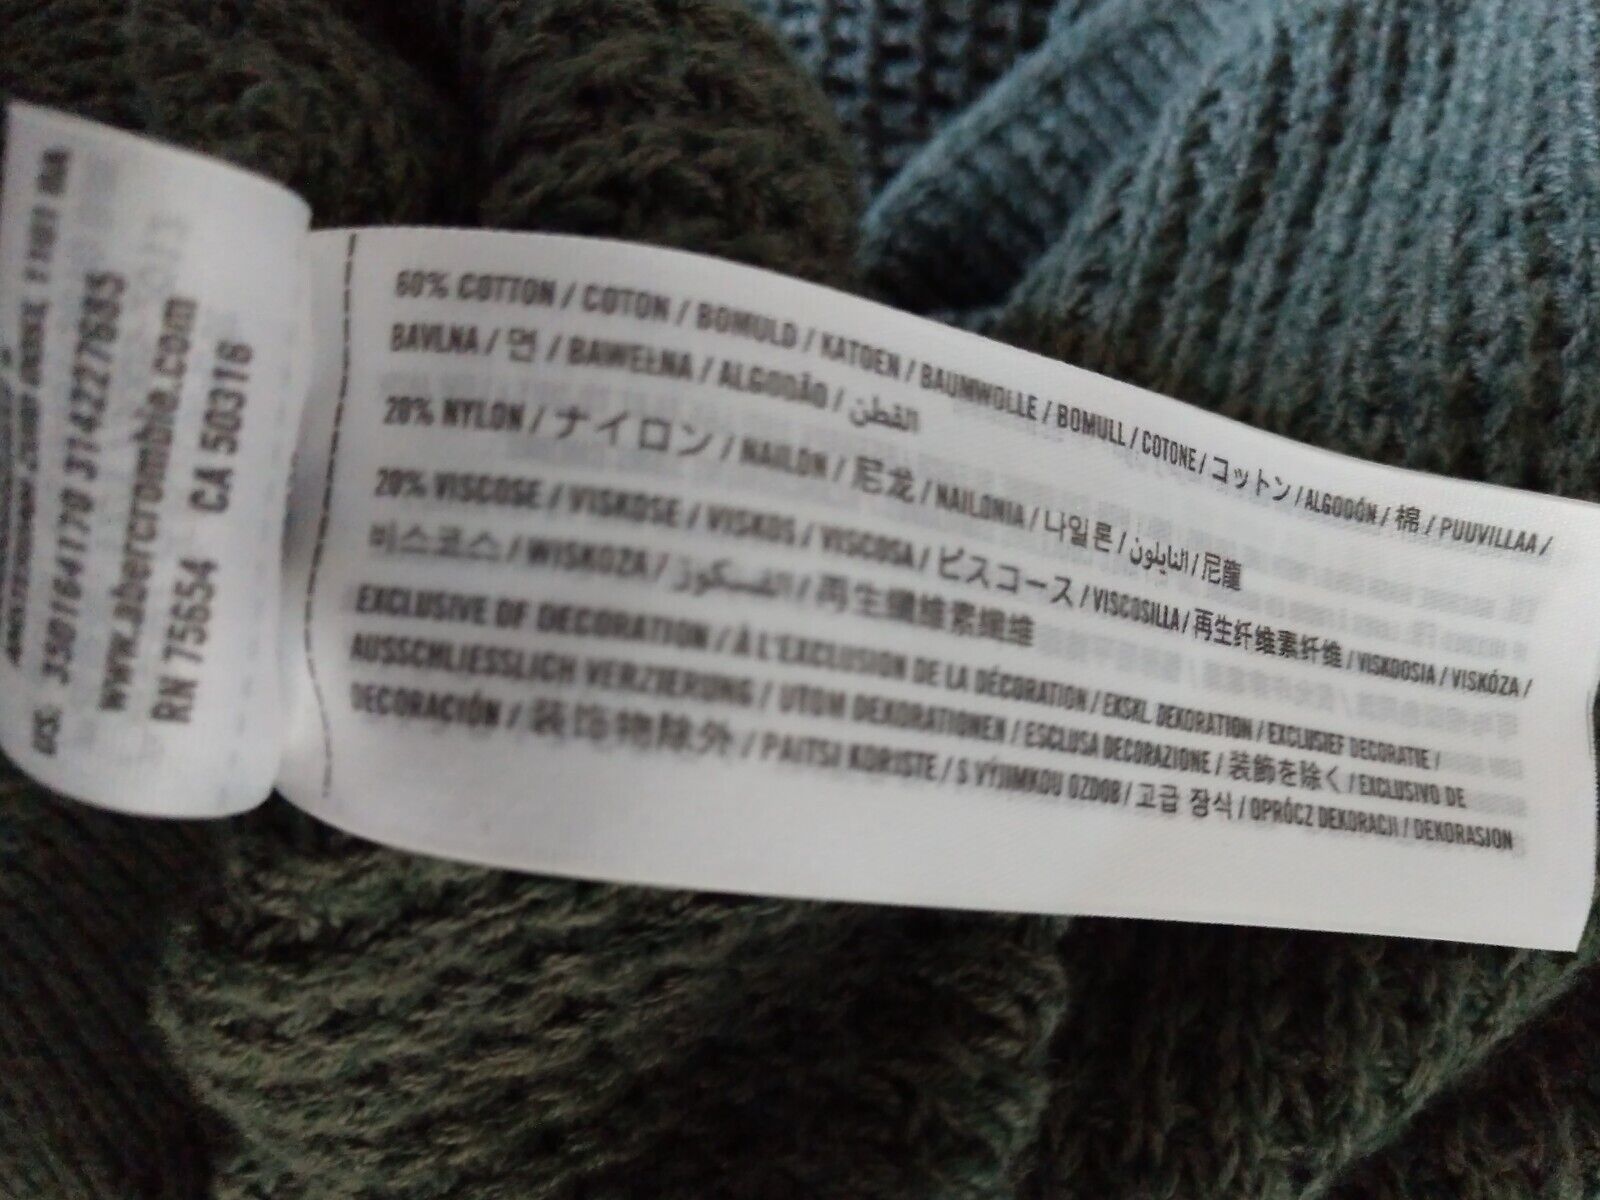 3501641170 3174227685
www.abercrombie.com
RN 75654 CA 50318
60% COTTON / COTON / BOMULD / KATOEN / BAUMWOLLE / BOMULL / COTONE / コットン / ALGODÓN / 棉 / PUUVILLAA /
BAVLNA / 면 / BAWEŁNA / ALGODÃO / القطن
20% NYLON / ナイロン / NAILON / 尼龙 / NAILONIA / 나일론 / النايلون / 尼龍
20% VISCOSE / VISKOSE / VISKOS / VISCOSA / ビスコース / VISCOSILLA / 再生纤维素纤维 / VISKOOSIA / VISKÓZA /
비스코스 / WISKOZA / الفسكوز / 再生纖維素纖維
EXCLUSIVE OF DECORATION / À L'EXCLUSION DE LA DÉCORATION / EKSKL. DEKORATION / EXCLUSIEF DECORATIE /
AUSSCHLIESSLICH VERZIERUNG / UTOM DEKORATIONEN / ESCLUSA DECORAZIONE / 装飾を除く / EXCLUSIVO DE
DECORACIÓN / 装饰物除外 / PAITSI KORISTE / S VÝJIMKOU OZDOB / 고급 장식 / OPRÓCZ DEKORACJI / DEKORASJON